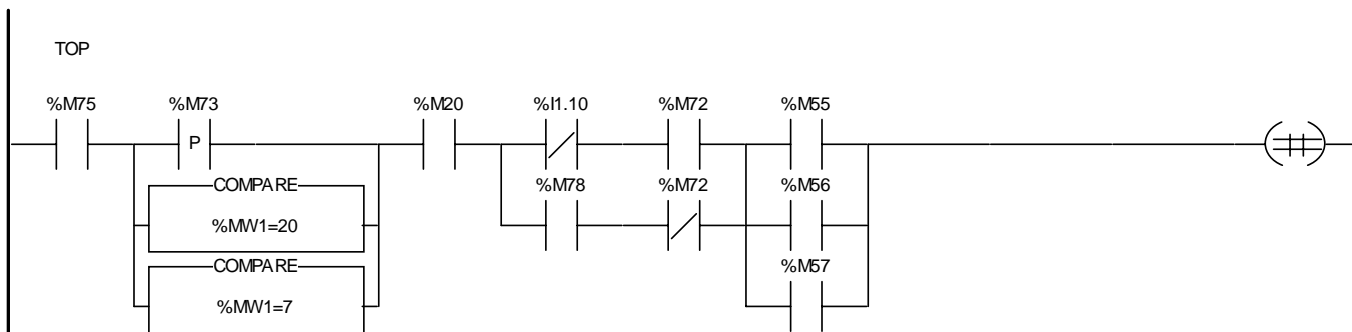 TOP
%M75 %M73 %M20 %I1.10 %M72 %M55
P
COMPARE %M78 %M72 %M56
%MW1=20
COMPARE %M57
%MW1=7